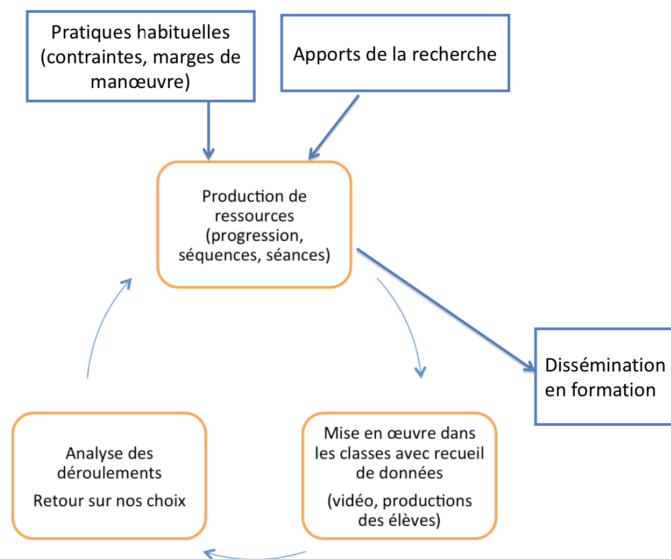 Pratiques habituelles
(contraintes, marges de
manœuvre)
Apports de la recherche
Production de
ressources
(progression,
séquences, séances)
Dissémination
en formation
Mise en œuvre dans
les classes avec recueil
de données
(vidéo, productions
des élèves)
Analyse des
déroulements
Retour sur nos choix